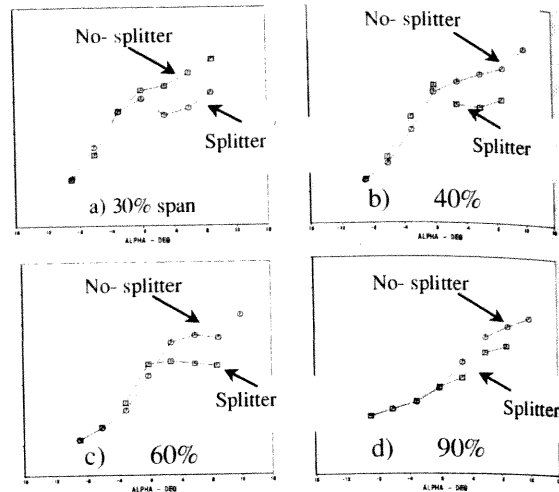 No- splitter
Splitter
a) 30% span
ALPHA - DEG
No- splitter
Splitter
b) 40%
ALPHA - DEG
No- splitter
Splitter
c) 60%
ALPHA - DEG
No- splitter
Splitter
d) 90%
ALPHA - DEG